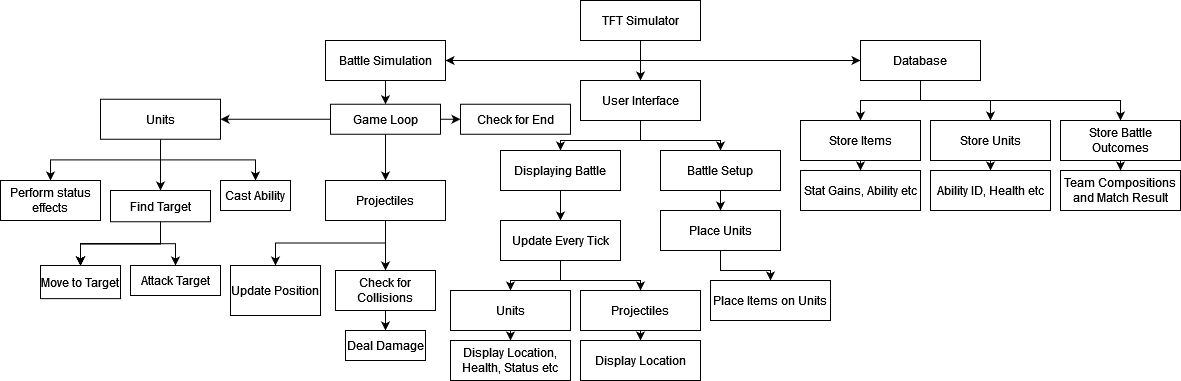 TFT Simulator
Battle Simulation
Database
User Interface
Units
Game Loop
Check for End
Store Items
Store Units
Store Battle
Outcomes
Displaying Battle
Battle Setup
Perform status
effects
Find Target
Cast Ability
Projectiles
Stat Gains, Ability etc
Ability ID, Health etc
Team Compositions
and Match Result
Update Every Tick
Place Units
Move to Target
Attack Target
Update Position
Check for
Collisions
Units
Projectiles
Place Items on Units
Deal Damage
Display Location,
Health, Status etc
Display Location